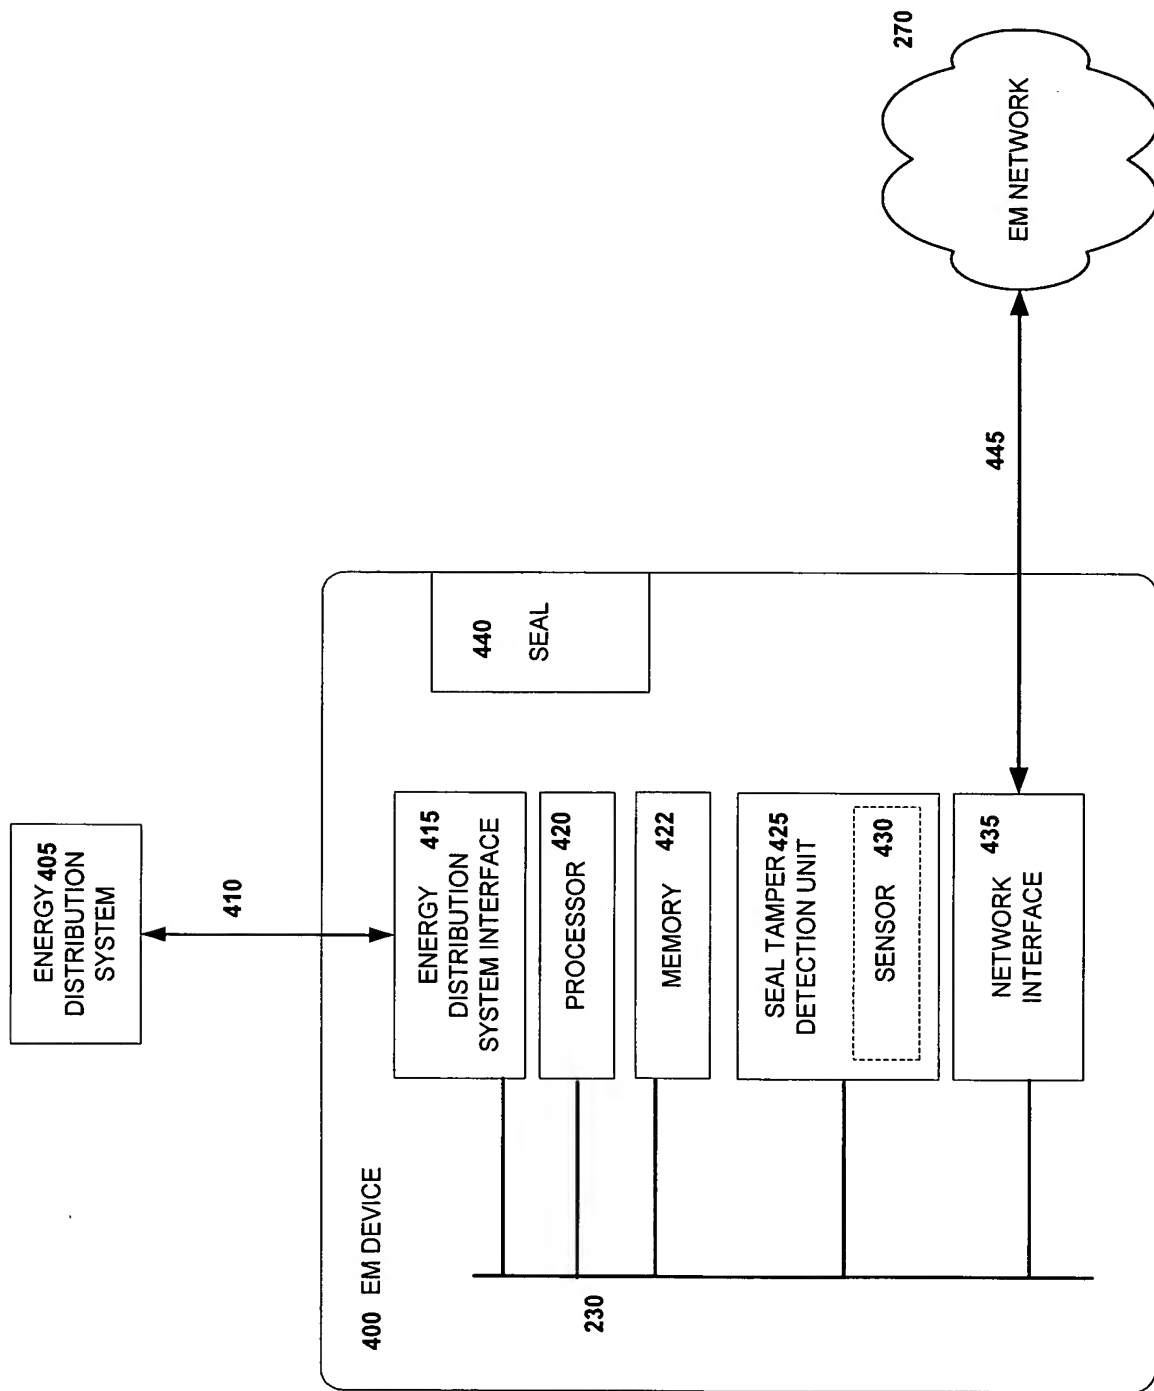 ENERGY 405
DISTRIBUTION
SYSTEM
410
400 EM DEVICE
ENERGY 415
DISTRIBUTION
SYSTEM INTERFACE
420
PROCESSOR
422
MEMORY
SEAL TAMPER 425
DETECTION UNIT
430
SENSOR
435
NETWORK
INTERFACE
230
440
SEAL
445
270
EM NETWORK